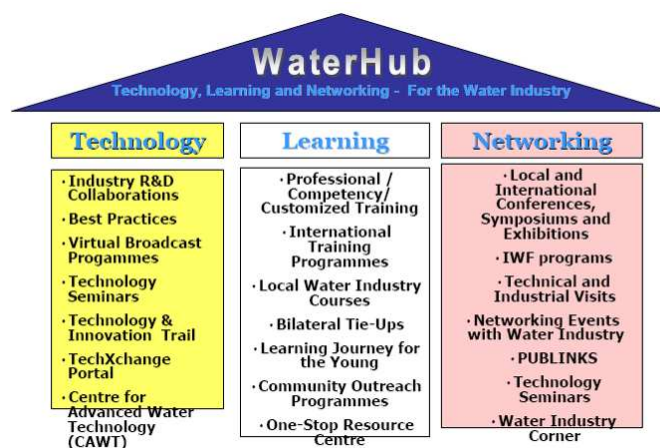 WaterHub
Technology, Learning and Networking - For the Water Industry
Technology
· Industry R&D
Collaborations
· Best Practices
· Virtual Broadcast
Progammes
· Technology
Seminars
· Technology &
Innovation Trail
· TechXchange
Portal
· Centre for
Advanced Water
Technology
(CAWT)
Learning
· Professional /
Competency/
Customized Training
· International
Training
Programmes
· Local Water Industry
Courses
· Bilateral Tie-Ups
· Learning Journey for
the Young
· Community Outreach
Programmes
· One-Stop Resource
Centre
Networking
· Local and
International
Conferences,
Symposiums and
Exhibitions
· IWF programs
· Technical and
Industrial Visits
· Networking Events
with Water Industry
· PUBLINKS
· Technology
Seminars
· Water Industry
Corner